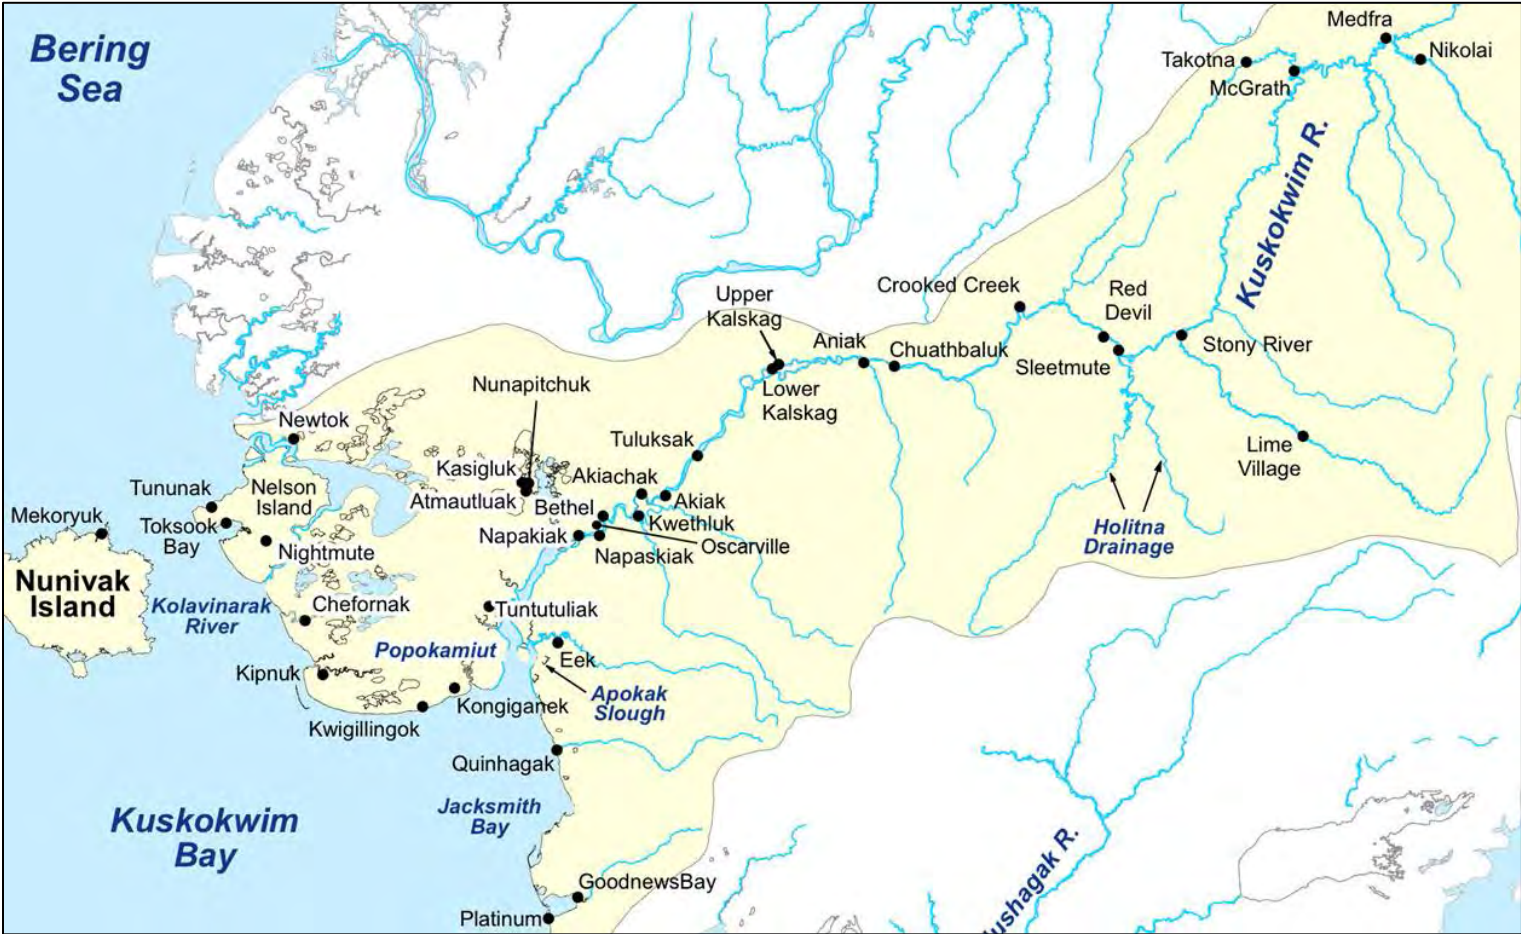 Bering
Sea
Medfra
Takotna
Nikolai
McGrath
Kuskokwim R.
Crooked Creek
Red
Devil
Upper
Kalskag
Aniak
Chuathbaluk
Stony River
Sleetmute
Lower
Kalskag
Nunapitchuk
Newtok
Tuluksak
Lime
Village
Kasigluk
Akiachak
Tununak
Nelson
Island
Atmautluak
Bethel
Akiak
Mekoryuk
Toksook
Bay
Kwethluk
Holitna
Drainage
Napakiak
Oscarville
Nightmute
Napaskiak
Nunivak
Island
Kolavinarak
River
Chefornak
Tuntutuliak
Popokamiut
Eek
Kipnuk
Apokak
Slough
Kongiganek
Kwigillingok
Quinhagak
Jacksmith
Bay
Kuskokwim
Bay
GoodnewsBay
Platinum
lushagak R.